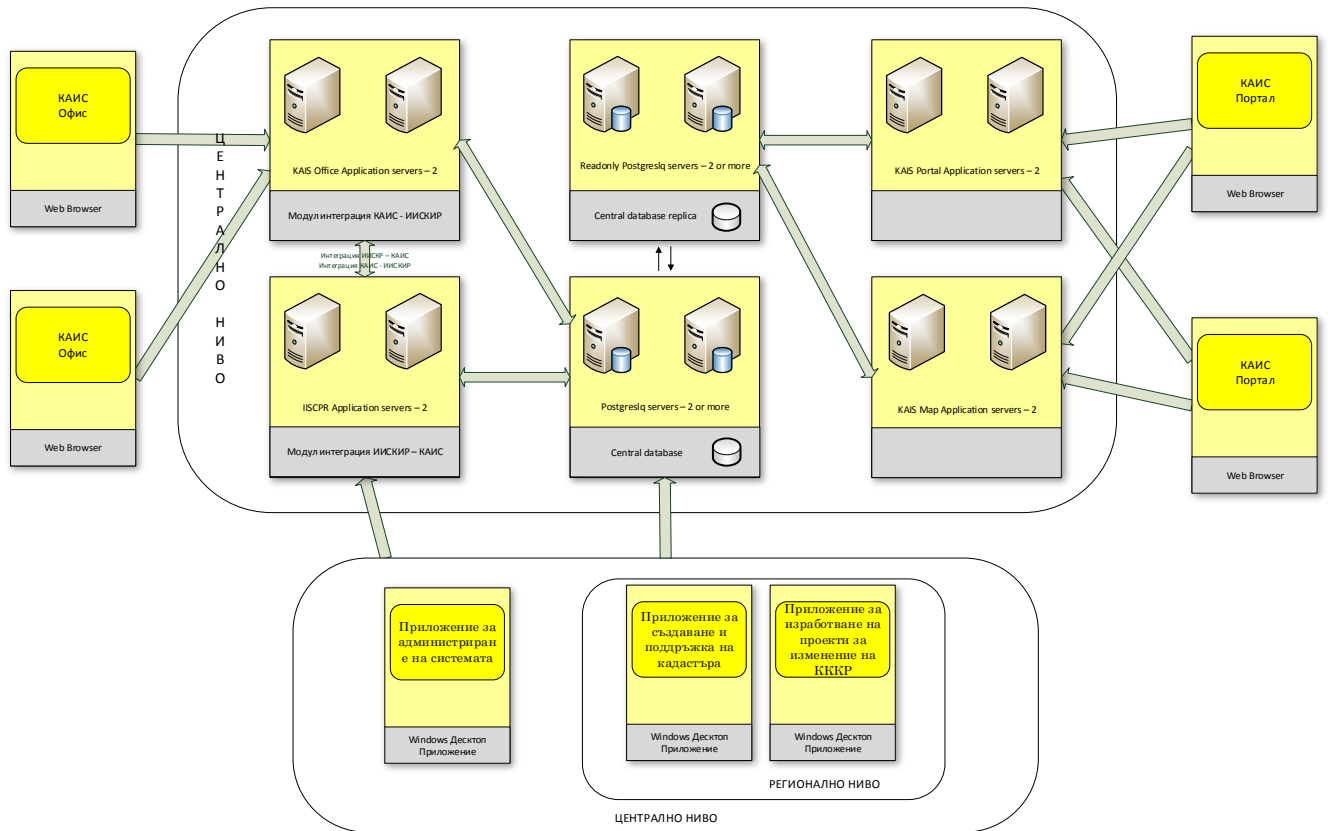 КАИС
Офис
Web Browser
КАИС
Офис
Web Browser
ЦЕНТРАЛНО НИВО
KAIS Office Application servers – 2
Модул интеграция КАИС - ИИСКИР
Интеграция ИИСКР – КАИС
Интеграция КАИС - ИИСКИР
IISCPR Application servers – 2
Модул интеграция ИИСКИР – КАИС
Readonly Postgreslq servers – 2 or more
Central database replica
Postgreslq servers – 2 or more
Central database
KAIS Portal Application servers – 2
KAIS Map Application servers – 2
КАИС
Портал
Web Browser
КАИС
Портал
Web Browser
Приложение за
администриран
е на системата
Windows Десктоп
Приложение
Приложение за
създаване и
поддръжка на
кадастъра
Windows Десктоп
Приложение
Приложение за
изработване на
проекти за
изменение на
КККР
Windows Десктоп
Приложение
РЕГИОНАЛНО НИВО
ЦЕНТРАЛНО НИВО